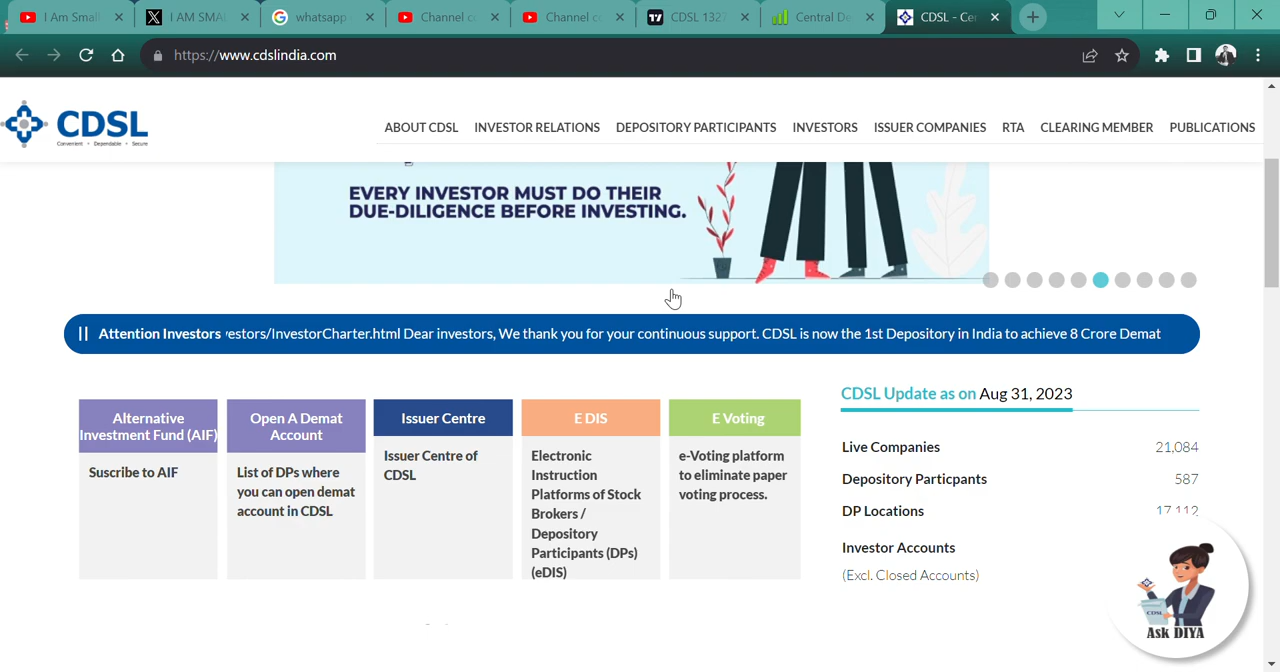 I Am Small
I AM SMA
whatsapp
Channel c
Channel c
CDSL 132
Central De
CDSL - Ce
https://www.cdslindia.com
CDSL
Convenient • Dependable • Secure
ABOUT CDSL
INVESTOR RELATIONS
DEPOSITORY PARTICIPANTS
INVESTORS
ISSUER COMPANIES
RTA
CLEARING MEMBER
PUBLICATIONS
EVERY INVESTOR MUST DO THEIR
DUE-DILIGENCE BEFORE INVESTING.
Attention Investors vestors/InvestorCharter.html Dear investors, We thank you for your continuous support. CDSL is now the 1st Depository in India to achieve 8 Crore Demat
Alternative
Investment Fund (AIF)
Suscribe to AIF
Open A Demat
Account
List of DPs where
you can open demat
account in CDSL
Issuer Centre
Issuer Centre of
CDSL
E DIS
Electronic
Instruction
Platforms of Stock
Brokers /
Depository
Participants (DPs)
(eDIS)
E Voting
e-Voting platform
to eliminate paper
voting process.
CDSL Update as on Aug 31, 2023
Live Companies 21,084
Depository Particpants 587
DP Locations 17,112
Investor Accounts
(Excl. Closed Accounts)
CDSL
Ask DIYA